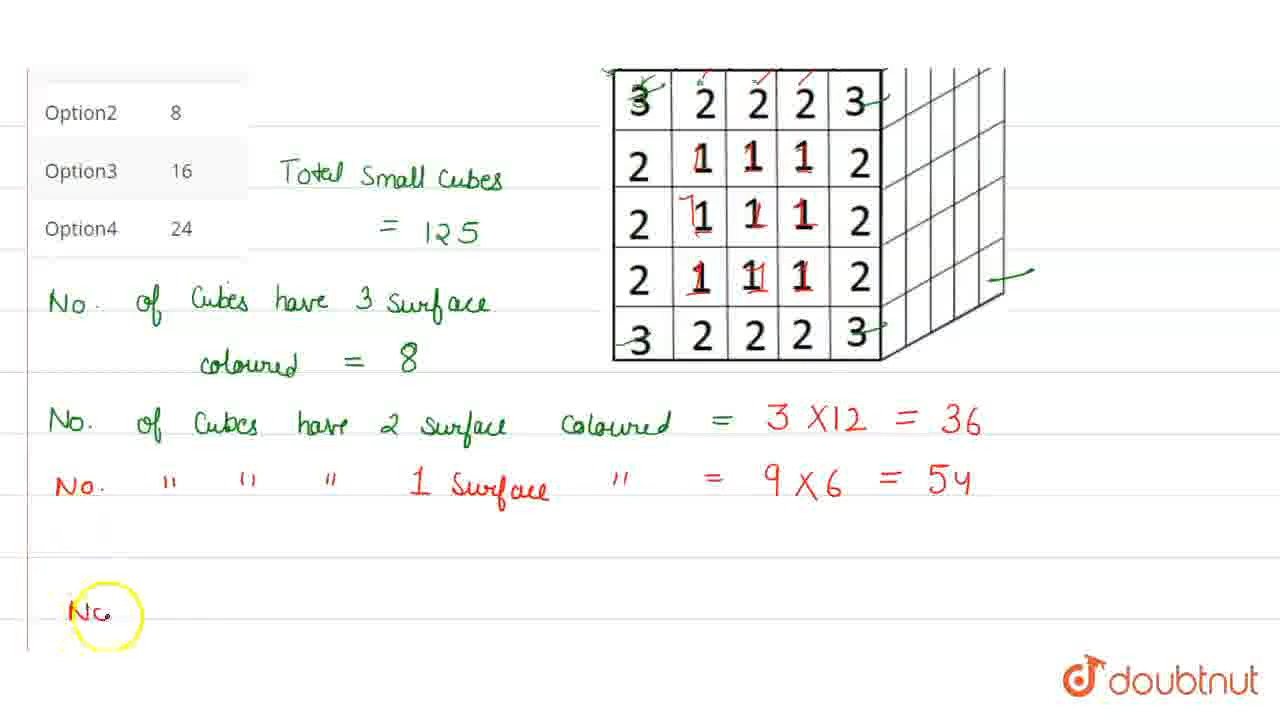 3 2 2 2 3
Option2 8
2 1 1 1 2
Option3 16
Total Small Cubes
2 1 1 1 2
Option4 24
= 125
2 1 1 1 2
No. of Cubes have 3 surface
3 2 2 2 3
coloured = 8
No. of Cubes have 2 surface coloured = 3 X 12 = 36
No. " " " 1 Surface " = 9 X 6 = 54
No
doubtnut